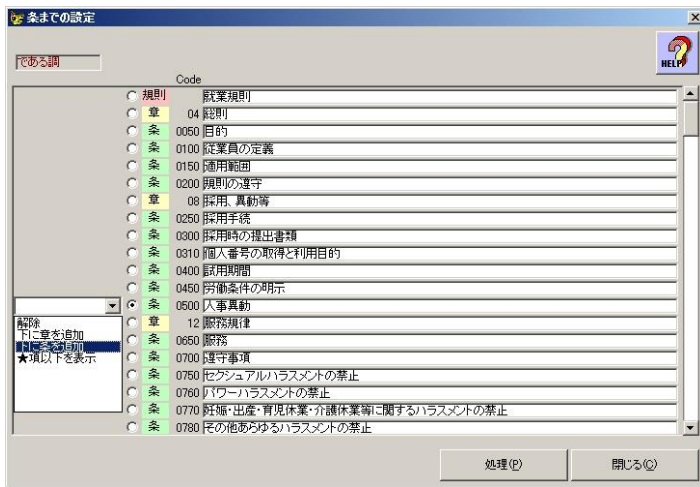 条までの設定
である調
HELP
Code
規則 就業規則
章 04 総則
条 0050 目的
条 0100 従業員の定義
条 0150 適用範囲
条 0200 規則の遵守
章 08 採用、異動等
条 0250 採用手続
条 0300 採用時の提出書類
条 0310 個人番号の取得と利用目的
条 0400 試用期間
条 0450 労働条件の明示
条 0500 人事異動
解除
下に章を追加
下に条を追加
★項以下を表示
章 12 服務規律
条 0650 服務
条 0700 遵守事項
条 0750 セクシュアルハラスメントの禁止
条 0760 パワーハラスメントの禁止
条 0770 妊娠・出産・育児休業・介護休業等に関するハラスメントの禁止
条 0780 その他あらゆるハラスメントの禁止
処理(P)
閉じる(C)